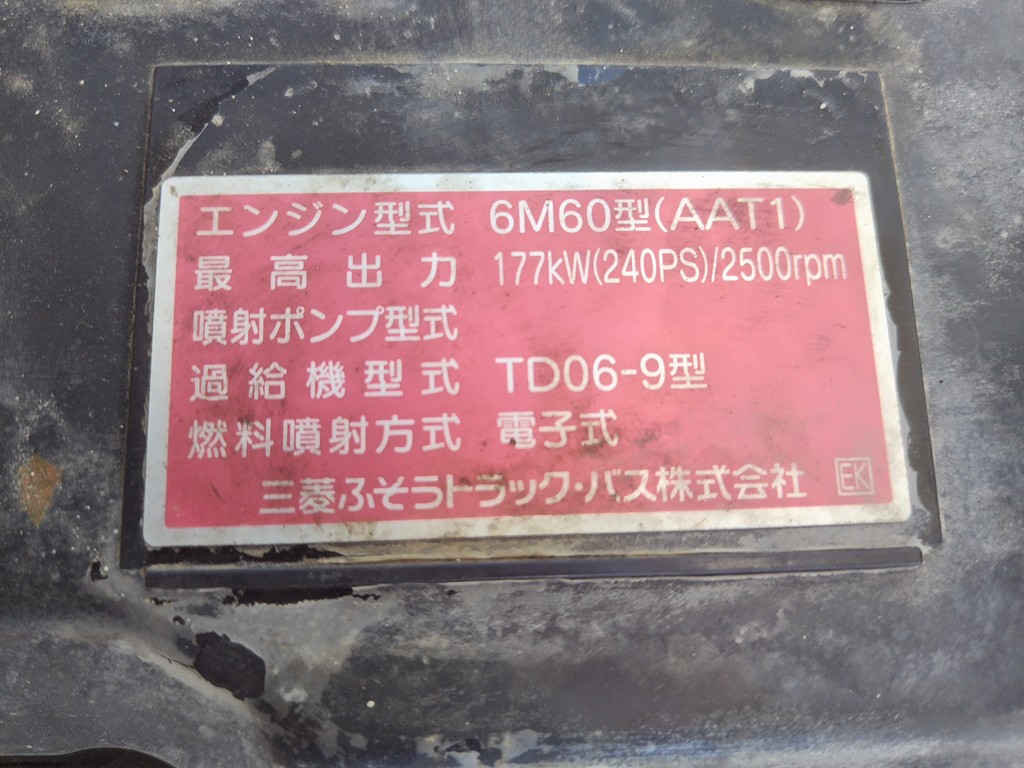 エンジン型式 6M60型(AAT1)
最高出力 177kW(240PS)/2500rpm
噴射ポンプ型式
過給機型式 TD06-9型
燃料噴射方式 電子式
三菱ふそうトラック・バス株式会社 EK